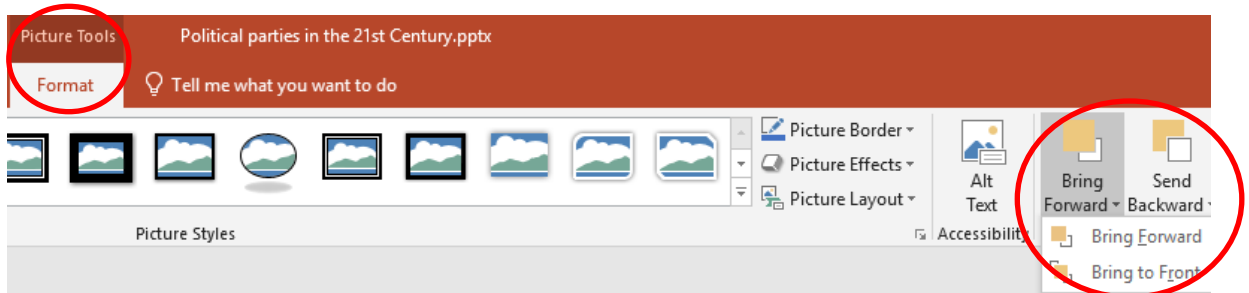 Picture Tools
Political parties in the 21st Century.pptx
Format
Tell me what you want to do
Picture Border
Picture Effects
Picture Layout
Alt
Text
Bring
Forward
Send
Backward
Picture Styles
Accessibility
Bring Forward
Bring to Front